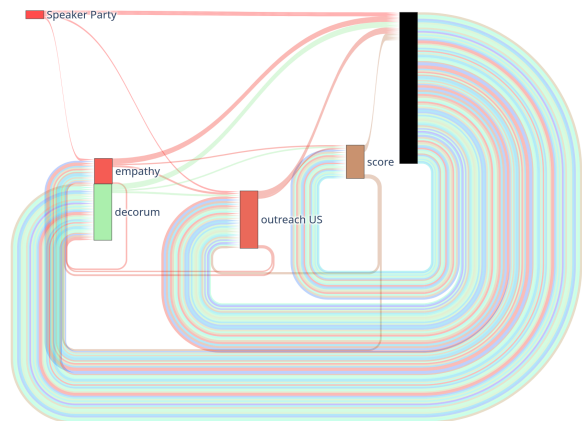 Speaker Party
empathy
score
decorum
outreach US